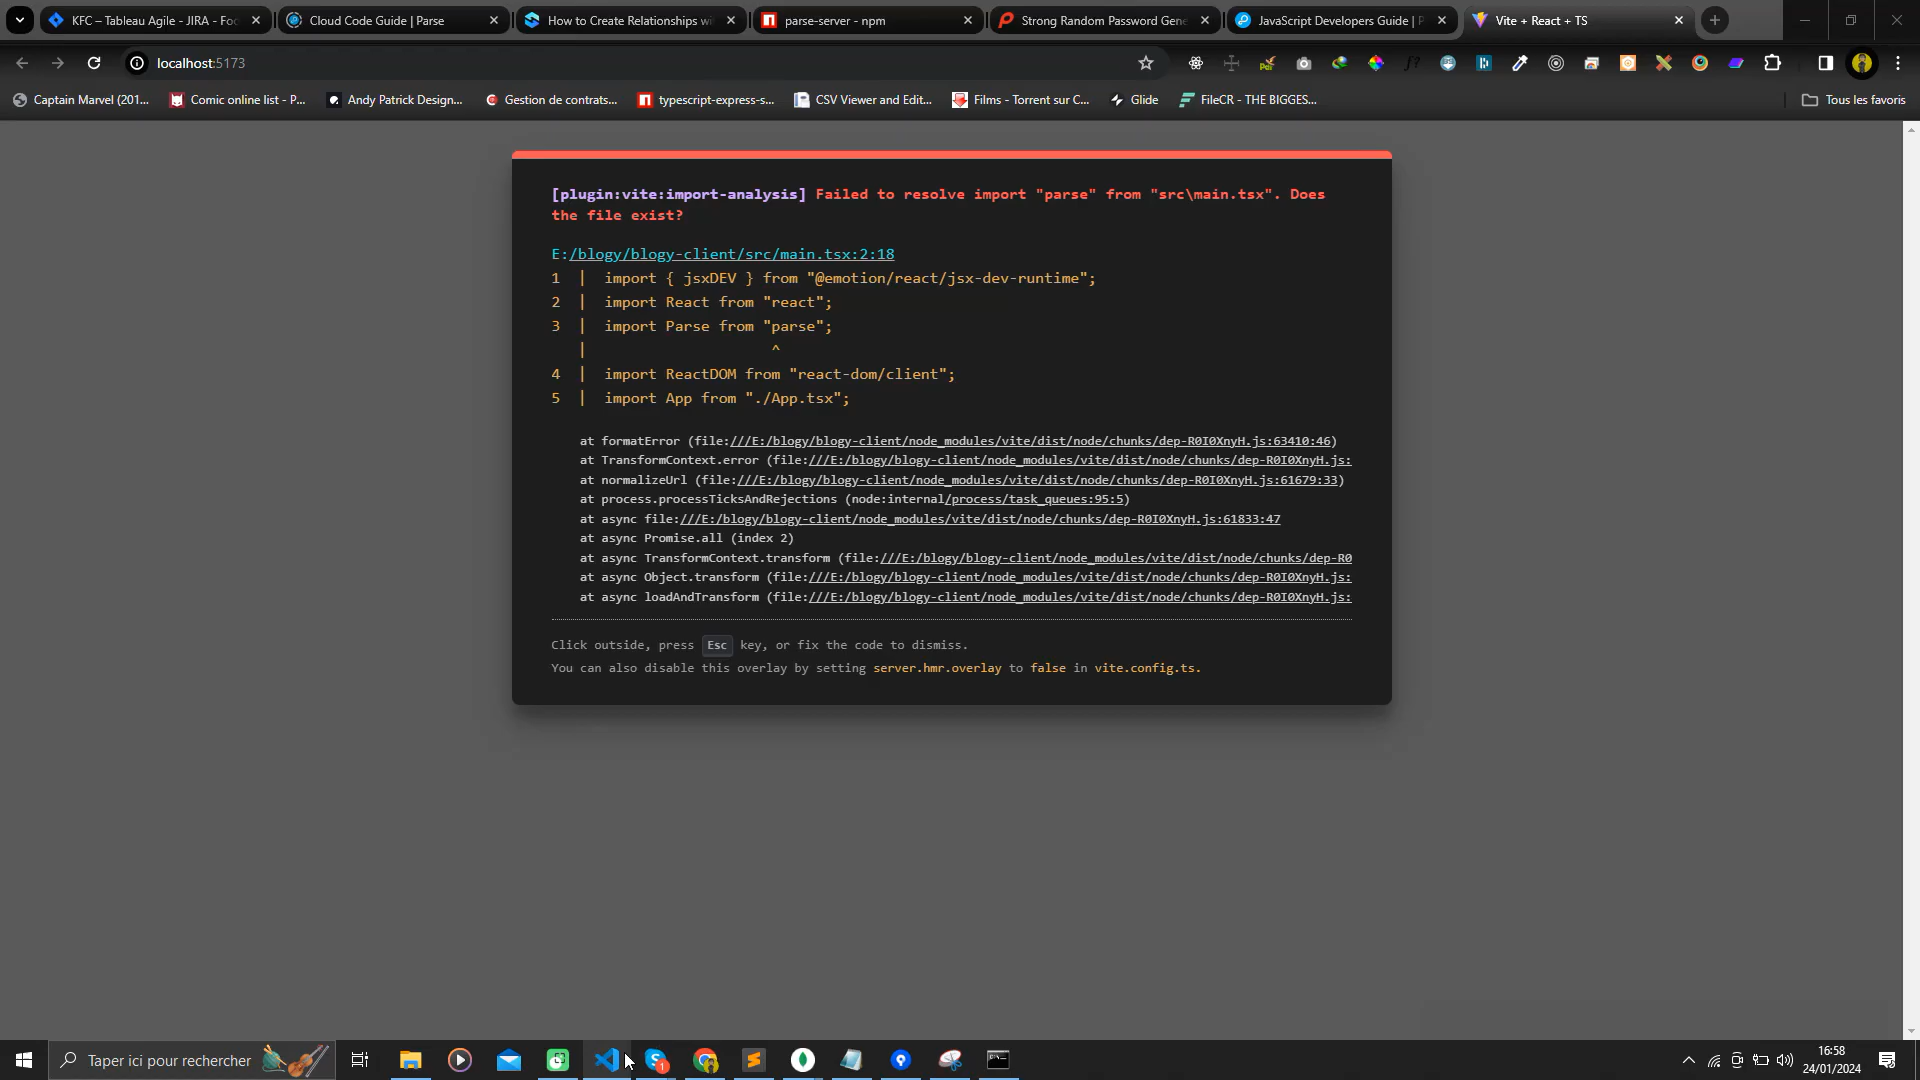 KFC – Tableau Agile - JIRA - Foo
Cloud Code Guide | Parse
How to Create Relationships wi
parse-server - npm
Strong Random Password Gene
JavaScript Developers Guide | P
Vite + React + TS
localhost:5173
Captain Marvel (201...
Comic online list - P...
Andy Patrick Design...
Gestion de contrats...
typescript-express-s...
CSV Viewer and Edit...
Films - Torrent sur C...
Glide
FileCR - THE BIGGES...
Tous les favoris
[plugin:vite:import-analysis] Failed to resolve import "parse" from "src\main.tsx". Does
the file exist?
E:/blogy/blogy-client/src/main.tsx:2:18
1 | import { jsxDEV } from "@emotion/react/jsx-dev-runtime";
2 | import React from "react";
3 | import Parse from "parse";
| ^
4 | import ReactDOM from "react-dom/client";
5 | import App from "./App.tsx";
at formatError (file:///E:/blogy/blogy-client/node_modules/vite/dist/node/chunks/dep-R0I0XnyH.js:63410:46)
at TransformContext.error (file:///E:/blogy/blogy-client/node_modules/vite/dist/node/chunks/dep-R0I0XnyH.js:
at normalizeUrl (file:///E:/blogy/blogy-client/node_modules/vite/dist/node/chunks/dep-R0I0XnyH.js:61679:33)
at process.processTicksAndRejections (node:internal/process/task_queues:95:5)
at async file:///E:/blogy/blogy-client/node_modules/vite/dist/node/chunks/dep-R0I0XnyH.js:61833:47
at async Promise.all (index 2)
at async TransformContext.transform (file:///E:/blogy/blogy-client/node_modules/vite/dist/node/chunks/dep-R0
at async Object.transform (file:///E:/blogy/blogy-client/node_modules/vite/dist/node/chunks/dep-R0I0XnyH.js:
at async loadAndTransform (file:///E:/blogy/blogy-client/node_modules/vite/dist/node/chunks/dep-R0I0XnyH.js:
Click outside, press Esc key, or fix the code to dismiss.
You can also disable this overlay by setting server.hmr.overlay to false in vite.config.ts.
Taper ici pour rechercher
1
16:58
24/01/2024